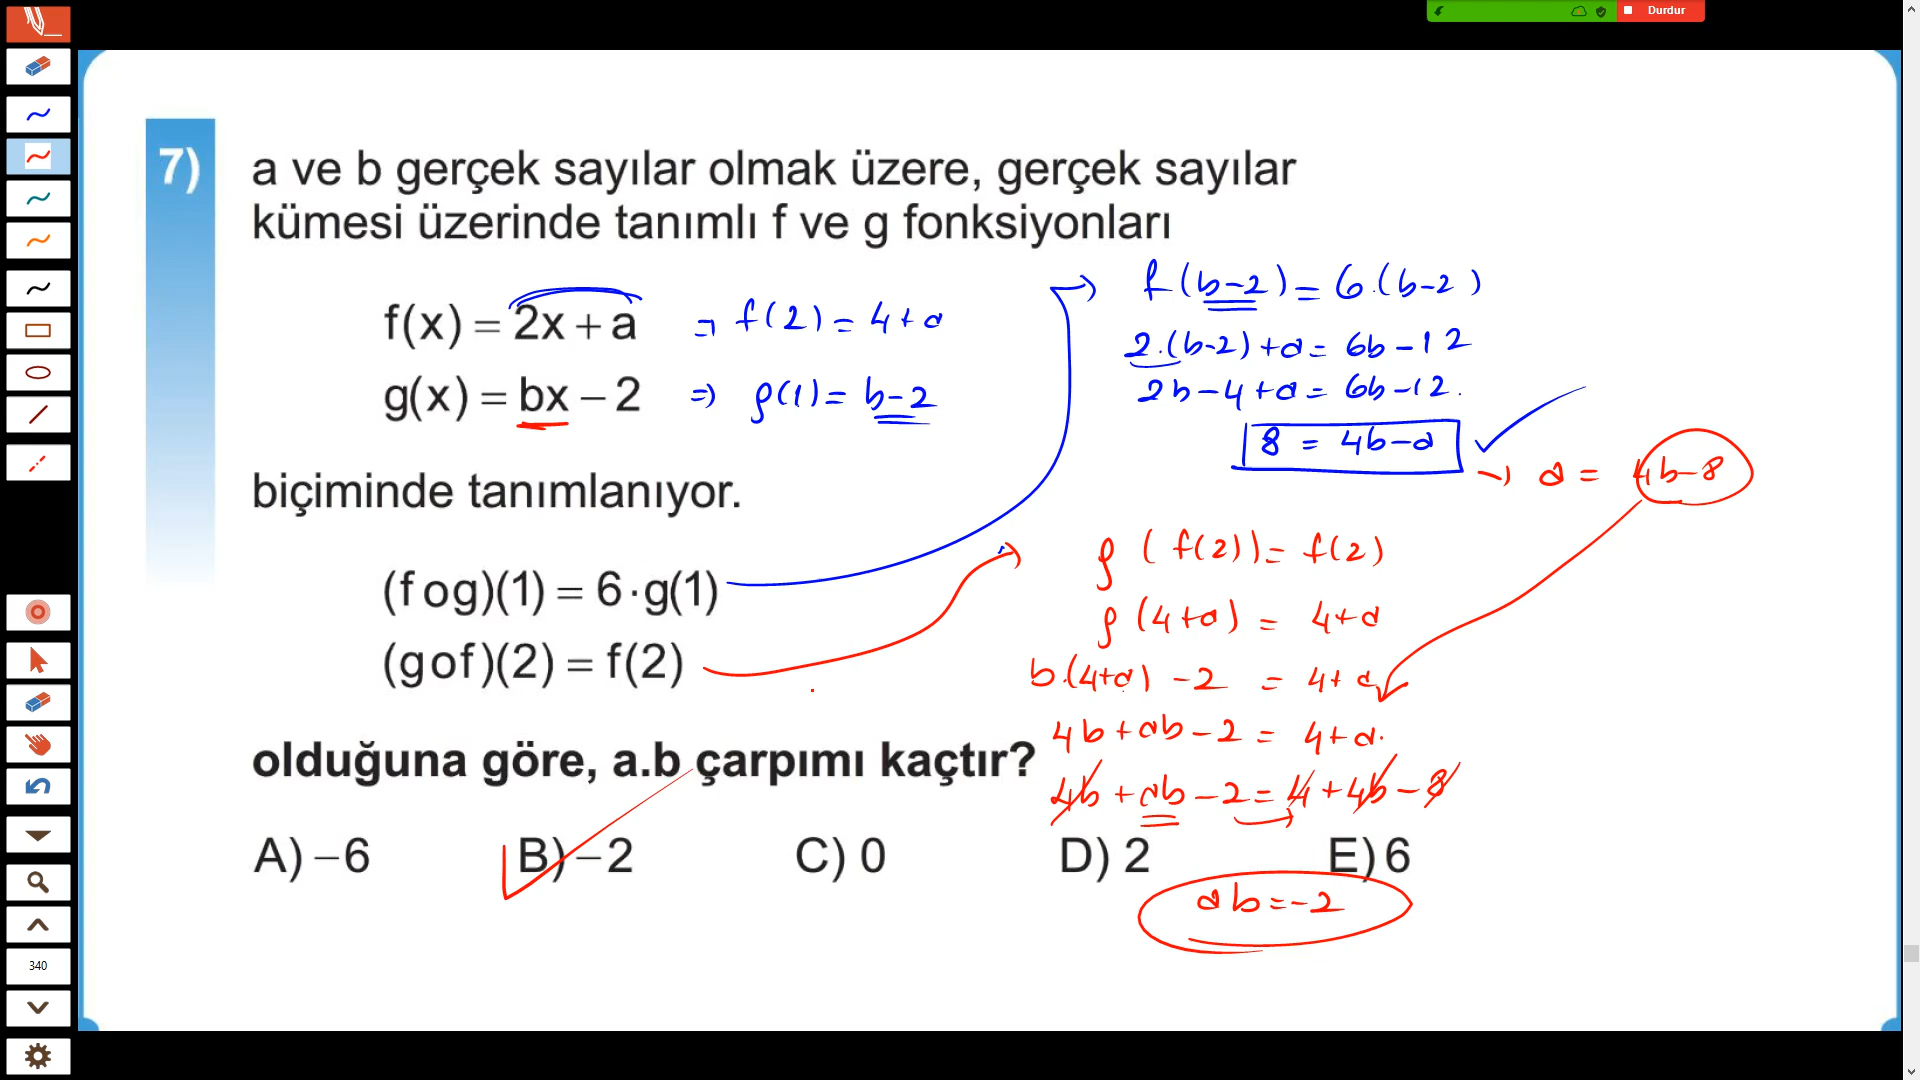 Durdur
7) a ve b gerçek sayılar olmak üzere, gerçek sayılar
kümesi üzerinde tanımlı f ve g fonksiyonları
f(x) = 2x + a ⇒ f(2) = 4+a
g(x) = bx − 2 ⇒ g(1) = b-2
biçiminde tanımlanıyor.
(fog)(1) = 6·g(1)
(gof)(2) = f(2)
olduğuna göre, a.b çarpımı kaçtır?
A) −6 B) −2 C) 0 D) 2 E) 6
f(b-2) = 6.(b-2)
2.(b-2)+a = 6b-12
2b-4+a = 6b-12.
8 = 4b-a
→ a = 4b-8
g(f(2)) = f(2)
g(4+a) = 4+a
b.(4+a) -2 = 4+a
4b+ab-2 = 4+a.
4b+ab-2 = 4+4b-8
ab=-2
340